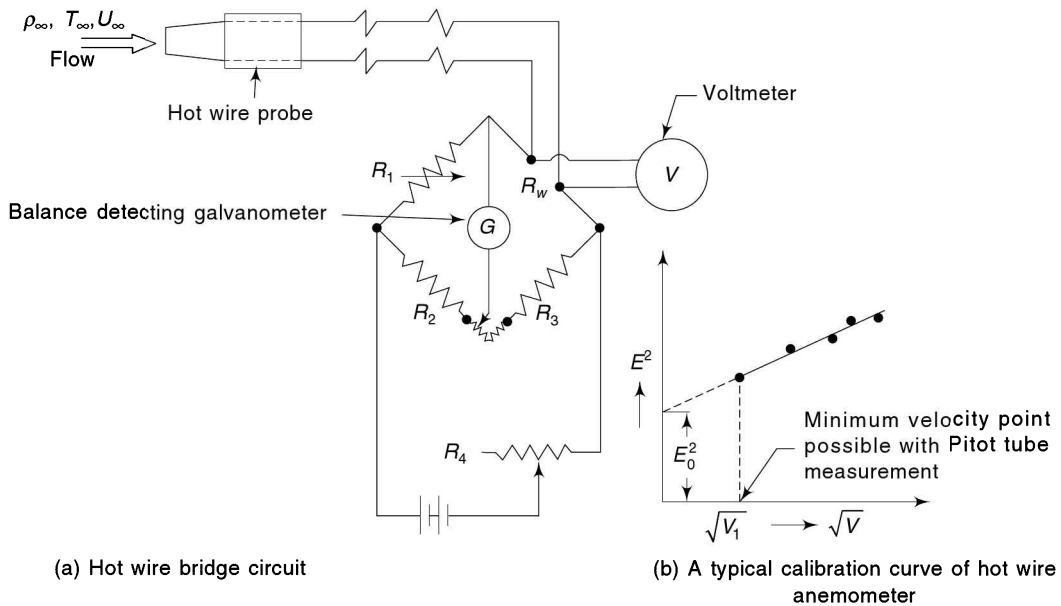 ρ∞, T∞, U∞
Flow
Hot wire probe
Voltmeter
V
R1
Rw
Balance detecting galvanometer
G
R2
R3
R4
E²
E₀²
Minimum velocity point
possible with Pitot tube
measurement
√V1
√V
(a) Hot wire bridge circuit
(b) A typical calibration curve of hot wire
anemometer